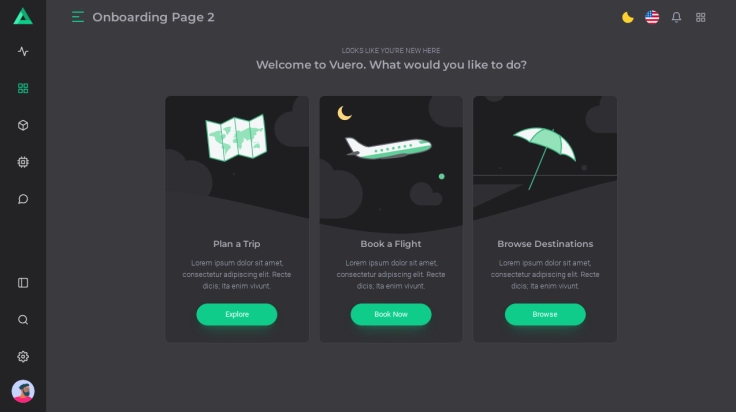 Onboarding Page 2
LOOKS LIKE YOU'RE NEW HERE
Welcome to Vuero. What would you like to do?
Plan a Trip
Lorem ipsum dolor sit amet,
consectetur adipiscing elit. Recte
dicis; Ita enim vivunt.
Explore
Book a Flight
Lorem ipsum dolor sit amet,
consectetur adipiscing elit. Recte
dicis; Ita enim vivunt.
Book Now
Browse Destinations
Lorem ipsum dolor sit amet,
consectetur adipiscing elit. Recte
dicis; Ita enim vivunt.
Browse